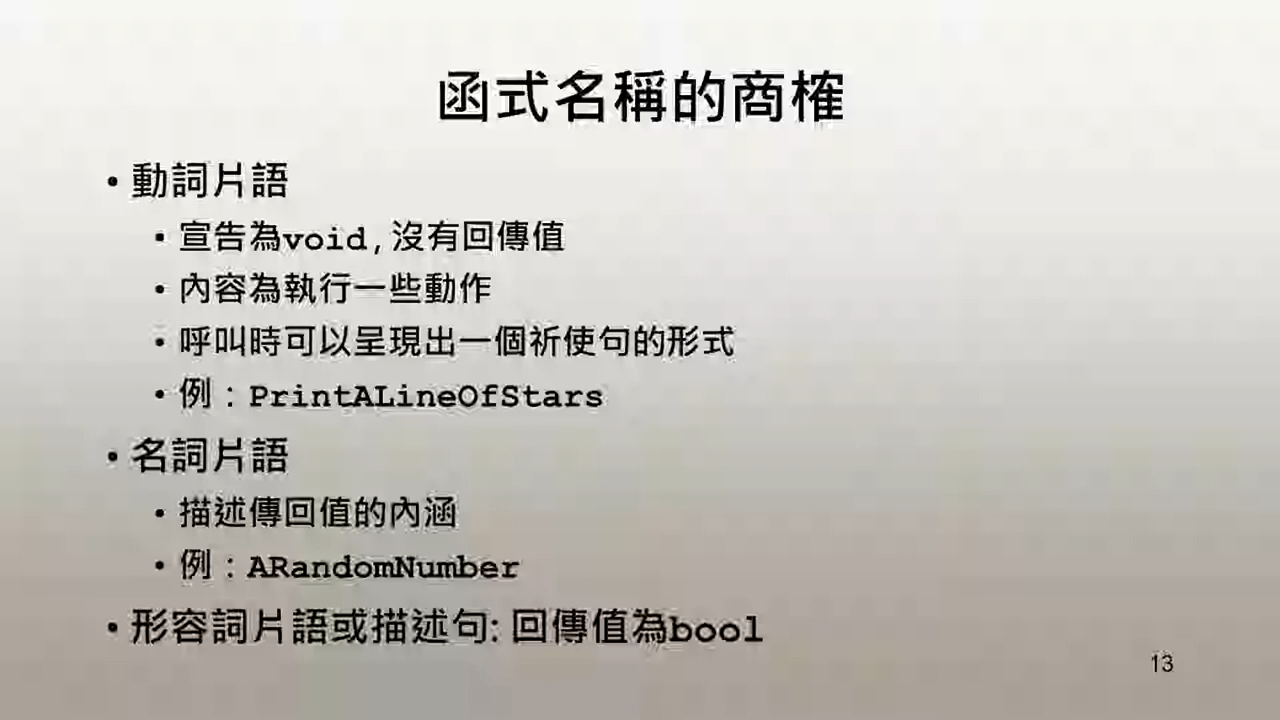 函式名稱的商榷
• 動詞片語
• 宣告為void, 沒有回傳值
• 內容為執行一些動作
• 呼叫時可以呈現出一個祈使句的形式
• 例：PrintALineOfStars
• 名詞片語
• 描述傳回值的內涵
• 例：ARandomNumber
• 形容詞片語或描述句: 回傳值為bool
13